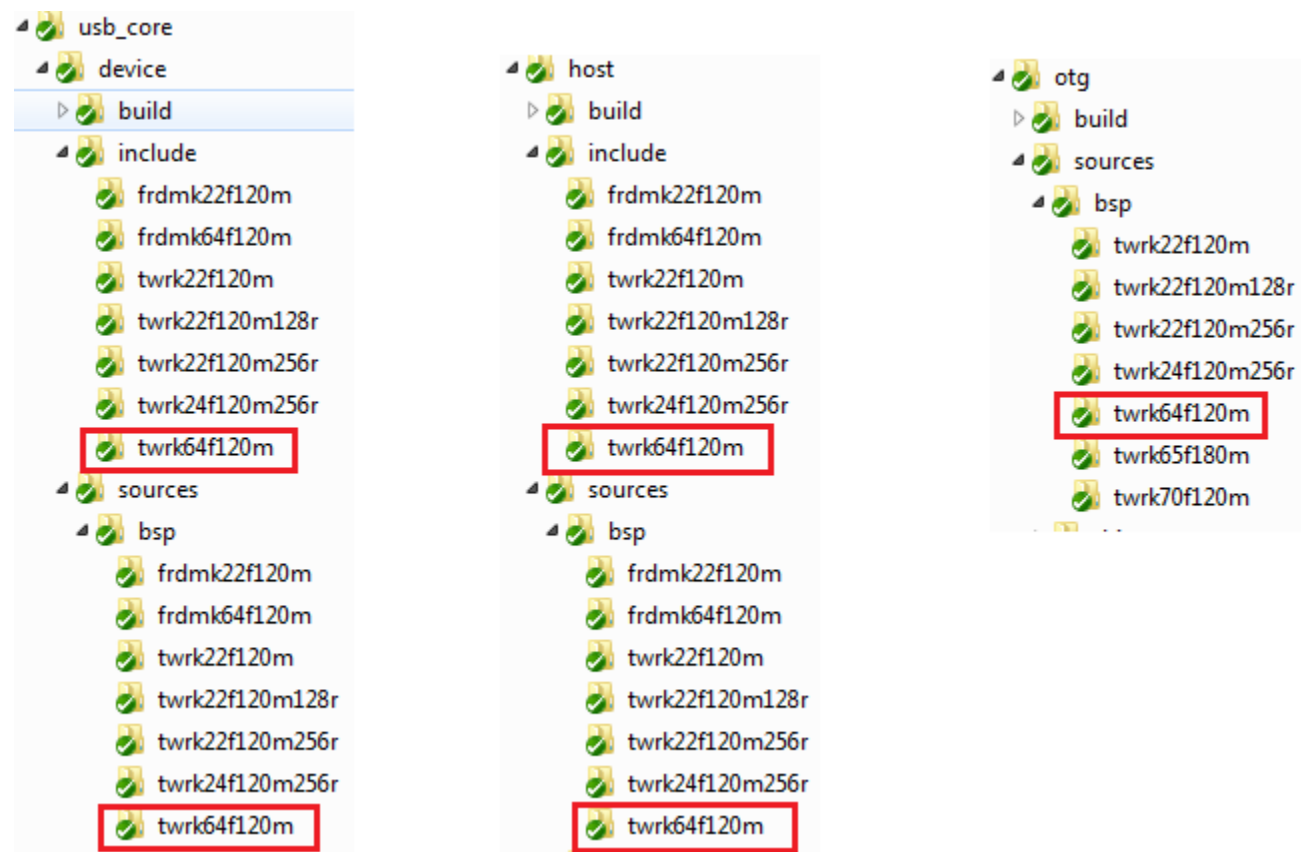 usb_core
device
build
include
frdmk22f120m
frdmk64f120m
twrk22f120m
twrk22f120m128r
twrk22f120m256r
twrk24f120m256r
twrk64f120m
sources
bsp
frdmk22f120m
frdmk64f120m
twrk22f120m
twrk22f120m128r
twrk22f120m256r
twrk24f120m256r
twrk64f120m
host
build
include
frdmk22f120m
frdmk64f120m
twrk22f120m
twrk22f120m128r
twrk22f120m256r
twrk24f120m256r
twrk64f120m
sources
bsp
frdmk22f120m
frdmk64f120m
twrk22f120m
twrk22f120m128r
twrk22f120m256r
twrk24f120m256r
twrk64f120m
otg
build
sources
bsp
twrk22f120m
twrk22f120m128r
twrk22f120m256r
twrk24f120m256r
twrk64f120m
twrk65f180m
twrk70f120m